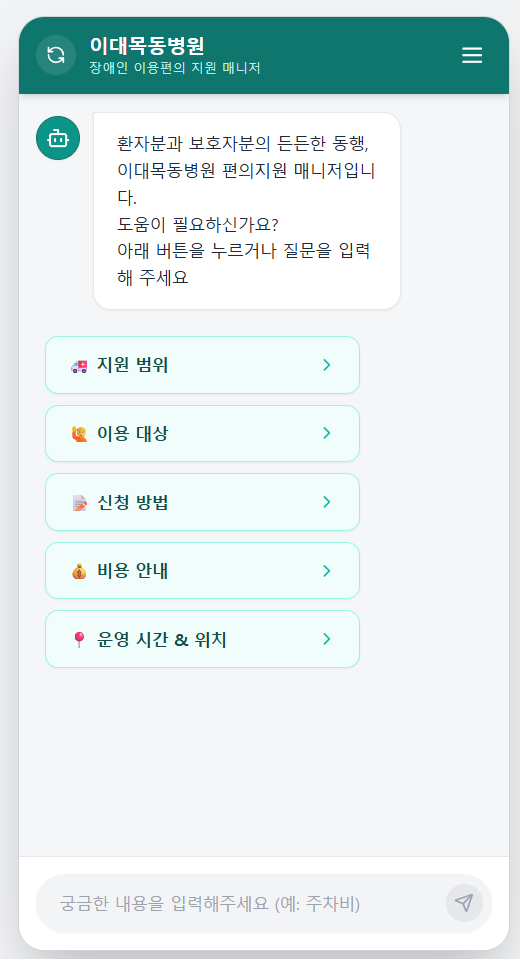 이대목동병원
장애인 이용편의 지원 매니저
환자분과 보호자분의 든든한 동행,
이대목동병원 편의지원 매니저입니
다.
도움이 필요하신가요?
아래 버튼을 누르거나 질문을 입력
해 주세요
지원 범위
이용 대상
신청 방법
비용 안내
운영 시간 & 위치
궁금한 내용을 입력해주세요 (예: 주차비)